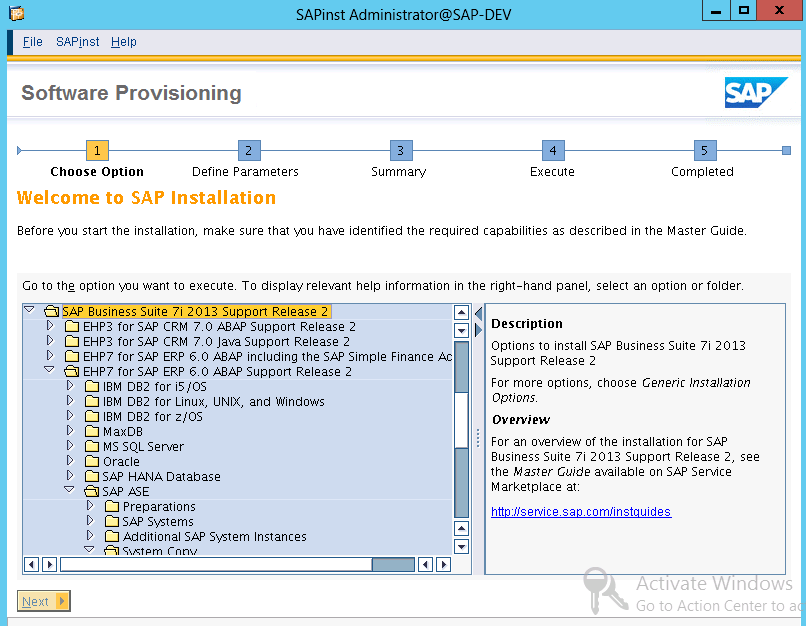 SAPinst Administrator@SAP-DEV
File SAPinst Help
Software Provisioning
SAP
1 2 3 4 5
Choose Option Define Parameters Summary Execute Completed
Welcome to SAP Installation
Before you start the installation, make sure that you have identified the required capabilities as described in the Master Guide.
Go to the option you want to execute. To display relevant help information in the right-hand panel, select an option or folder.
SAP Business Suite 7i 2013 Support Release 2
EHP3 for SAP CRM 7.0 ABAP Support Release 2
EHP3 for SAP CRM 7.0 Java Support Release 2
EHP7 for SAP ERP 6.0 ABAP including the SAP Simple Finance Ad
EHP7 for SAP ERP 6.0 ABAP Support Release 2
IBM DB2 for i5/OS
IBM DB2 for Linux, UNIX, and Windows
IBM DB2 for z/OS
MaxDB
MS SQL Server
Oracle
SAP HANA Database
SAP ASE
Preparations
SAP Systems
Additional SAP System Instances
System Copy
Description
Options to install SAP Business Suite 7i 2013
Support Release 2
For more options, choose Generic Installation
Options.
Overview
For an overview of the installation for SAP
Business Suite 7i 2013 Support Release 2, see
the Master Guide available on SAP Service
Marketplace at:
http://service.sap.com/instguides
Next
Activate Windows
Go to Action Center to ac